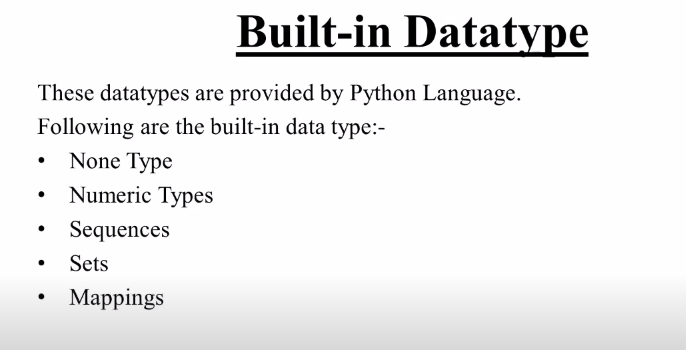 Built-in Datatype
These datatypes are provided by Python Language.
Following are the built-in data type:-
• None Type
• Numeric Types
• Sequences
• Sets
• Mappings